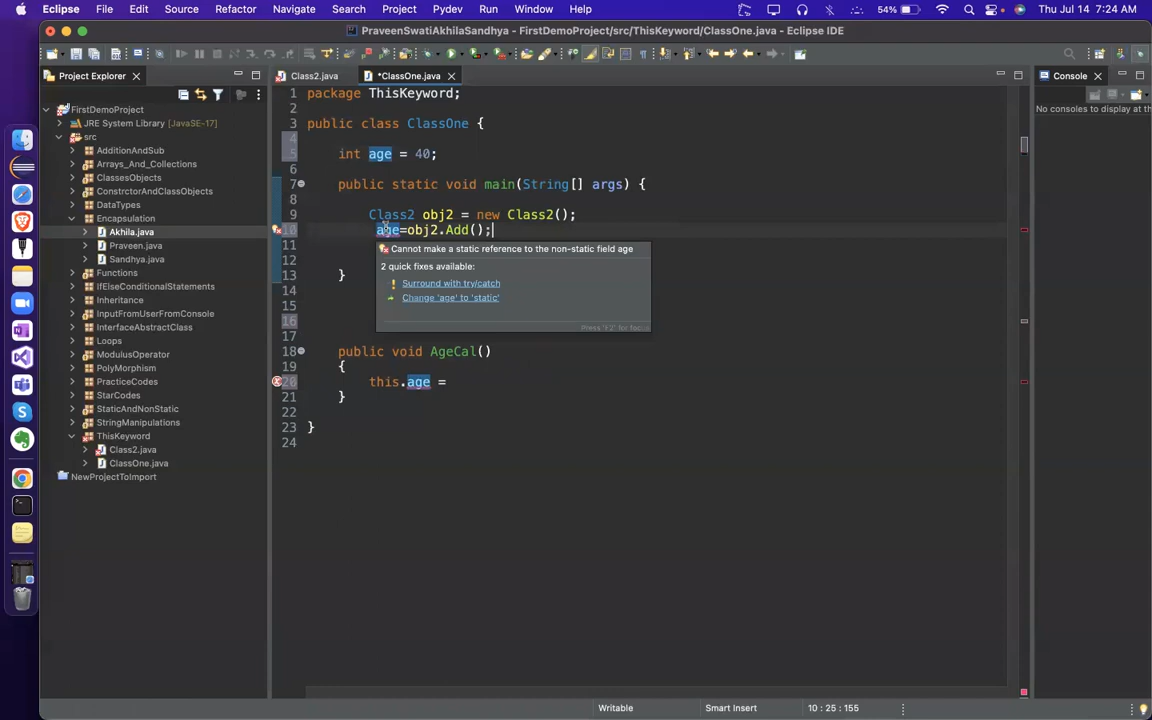 Eclipse File Edit Source Refactor Navigate Search Project Pydev Run Window Help 54% Thu Jul 14 7:24 AM
PraveenSwatiAkhilaSandhya - FirstDemoProject/src/ThisKeyword/ClassOne.java - Eclipse IDE
Project Explorer
Class2.java
*ClassOne.java
Console
No consoles to display at th
FirstDemoProject
JRE System Library [JavaSE-17]
src
AdditionAndSub
Arrays_And_Collections
ClassesObjects
ConstrctorAndClassObjects
DataTypes
Encapsulation
Akhila.java
Praveen.java
Sandhya.java
Functions
IfElseConditionalStatements
Inheritance
InputFromUserFromConsole
InterfaceAbstractClass
Loops
ModulusOperator
PolyMorphism
PracticeCodes
StarCodes
StaticAndNonStatic
StringManipulations
ThisKeyword
Class2.java
ClassOne.java
NewProjectToImport
1 package ThisKeyword;
2
3 public class ClassOne {
4
5 int age = 40;
6
7 public static void main(String[] args) {
8
9 Class2 obj2 = new Class2();
10 age=obj2.Add();
11
12
13 }
14
15
16
17
18 public void AgeCal()
19 {
20 this.age =
21 }
22
23 }
24
Cannot make a static reference to the non-static field age
2 quick fixes available:
Surround with try/catch
Change 'age' to 'static'
Press 'F2' for focus
Writable
Smart Insert
10 : 25 : 155